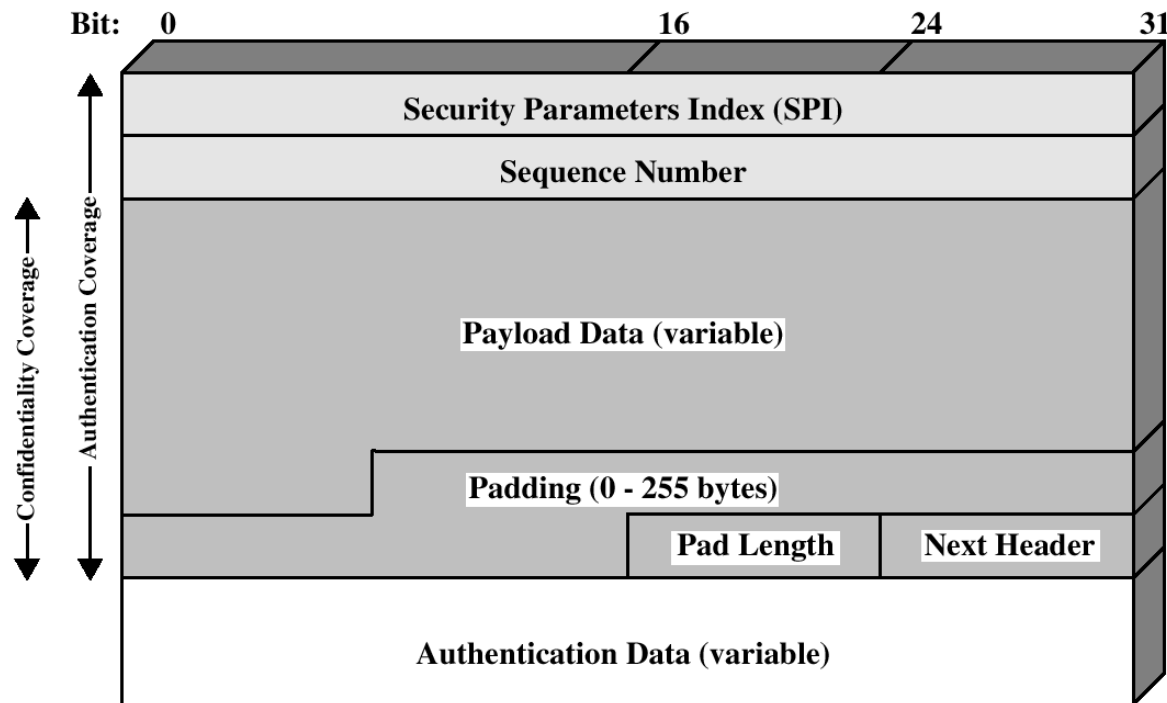 Bit: 0 16 24 31
Security Parameters Index (SPI)
Sequence Number
Confidentiality Coverage
Authentication Coverage
Payload Data (variable)
Padding (0 - 255 bytes)
Pad Length Next Header
Authentication Data (variable)